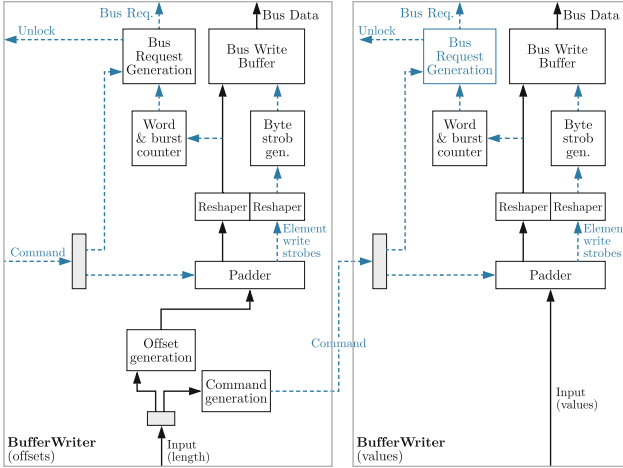 Bus Req.
Bus Data
Unlock
Bus
Request
Generation
Bus Write
Buffer
Word
& burst
counter
Byte
strob
gen.
Reshaper
Reshaper
Element
write
strobes
Command
Padder
Offset
generation
Command
generation
Input
(length)
BufferWriter
(offsets)
Command
Bus Req.
Bus Data
Unlock
Bus
Request
Generation
Bus Write
Buffer
Word
& burst
counter
Byte
strob
gen.
Reshaper
Reshaper
Element
write
strobes
Padder
Input
(values)
BufferWriter
(values)